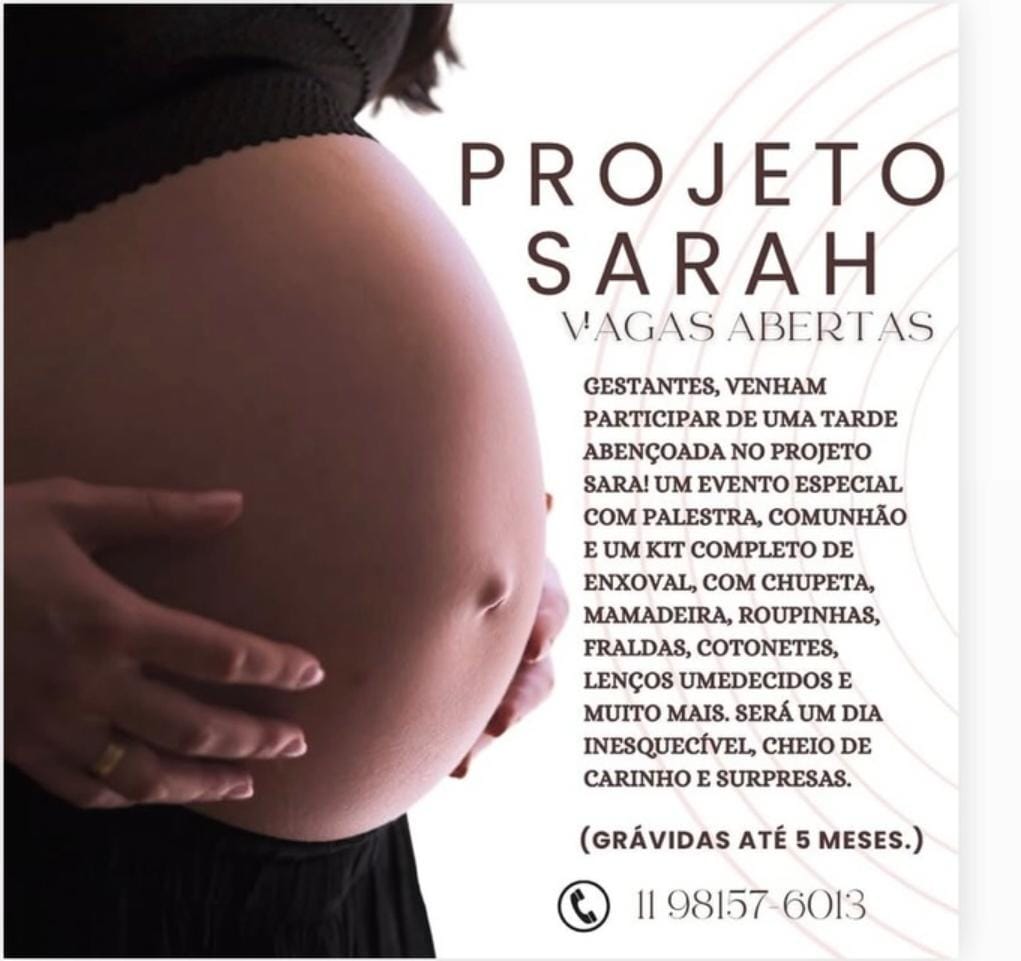 PROJETO
SARAH
VAGAS ABERTAS
GESTANTES, VENHAM
PARTICIPAR DE UMA TARDE
ABENÇOADA NO PROJETO
SARA! UM EVENTO ESPECIAL
COM PALESTRA, COMUNHÃO
E UM KIT COMPLETO DE
ENXOVAL, COM CHUPETA,
MAMADEIRA, ROUPINHAS,
FRALDAS, COTONETES,
LENÇOS UMEDECIDOS E
MUITO MAIS. SERÁ UM DIA
INESQUECÍVEL, CHEIO DE
CARINHO E SURPRESAS.
(GRÁVIDAS ATÉ 5 MESES.)
11 98157-6013